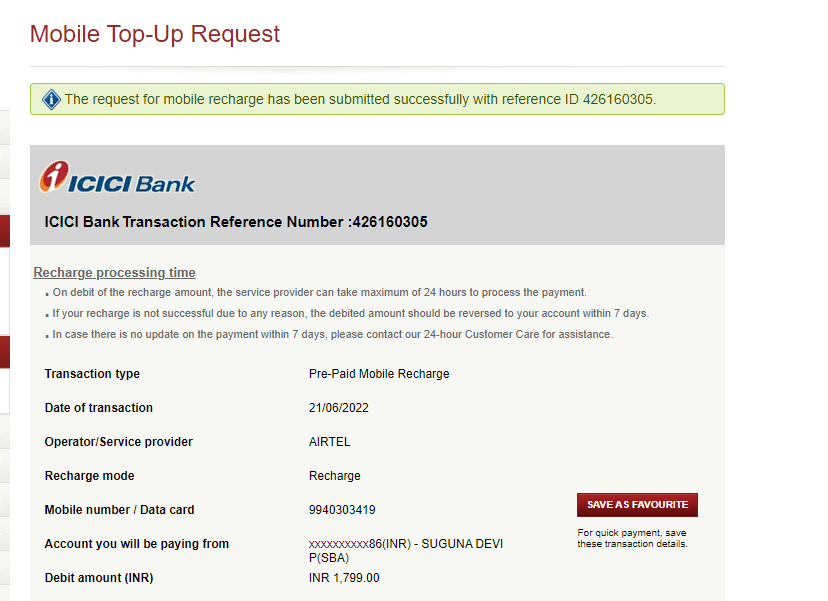 Mobile Top-Up Request
The request for mobile recharge has been submitted successfully with reference ID 426160305.
ICICI Bank
ICICI Bank Transaction Reference Number :426160305
Recharge processing time
On debit of the recharge amount, the service provider can take maximum of 24 hours to process the payment.
If your recharge is not successful due to any reason, the debited amount should be reversed to your account within 7 days.
In case there is no update on the payment within 7 days, please contact our 24-hour Customer Care for assistance.
Transaction type Pre-Paid Mobile Recharge
Date of transaction 21/06/2022
Operator/Service provider AIRTEL
Recharge mode Recharge
Mobile number / Data card 9940303419
SAVE AS FAVOURITE
For quick payment, save
these transaction details.
Account you will be paying from xxxxxxxxxx86(INR) - SUGUNA DEVI
P(SBA)
Debit amount (INR) INR 1,799.00